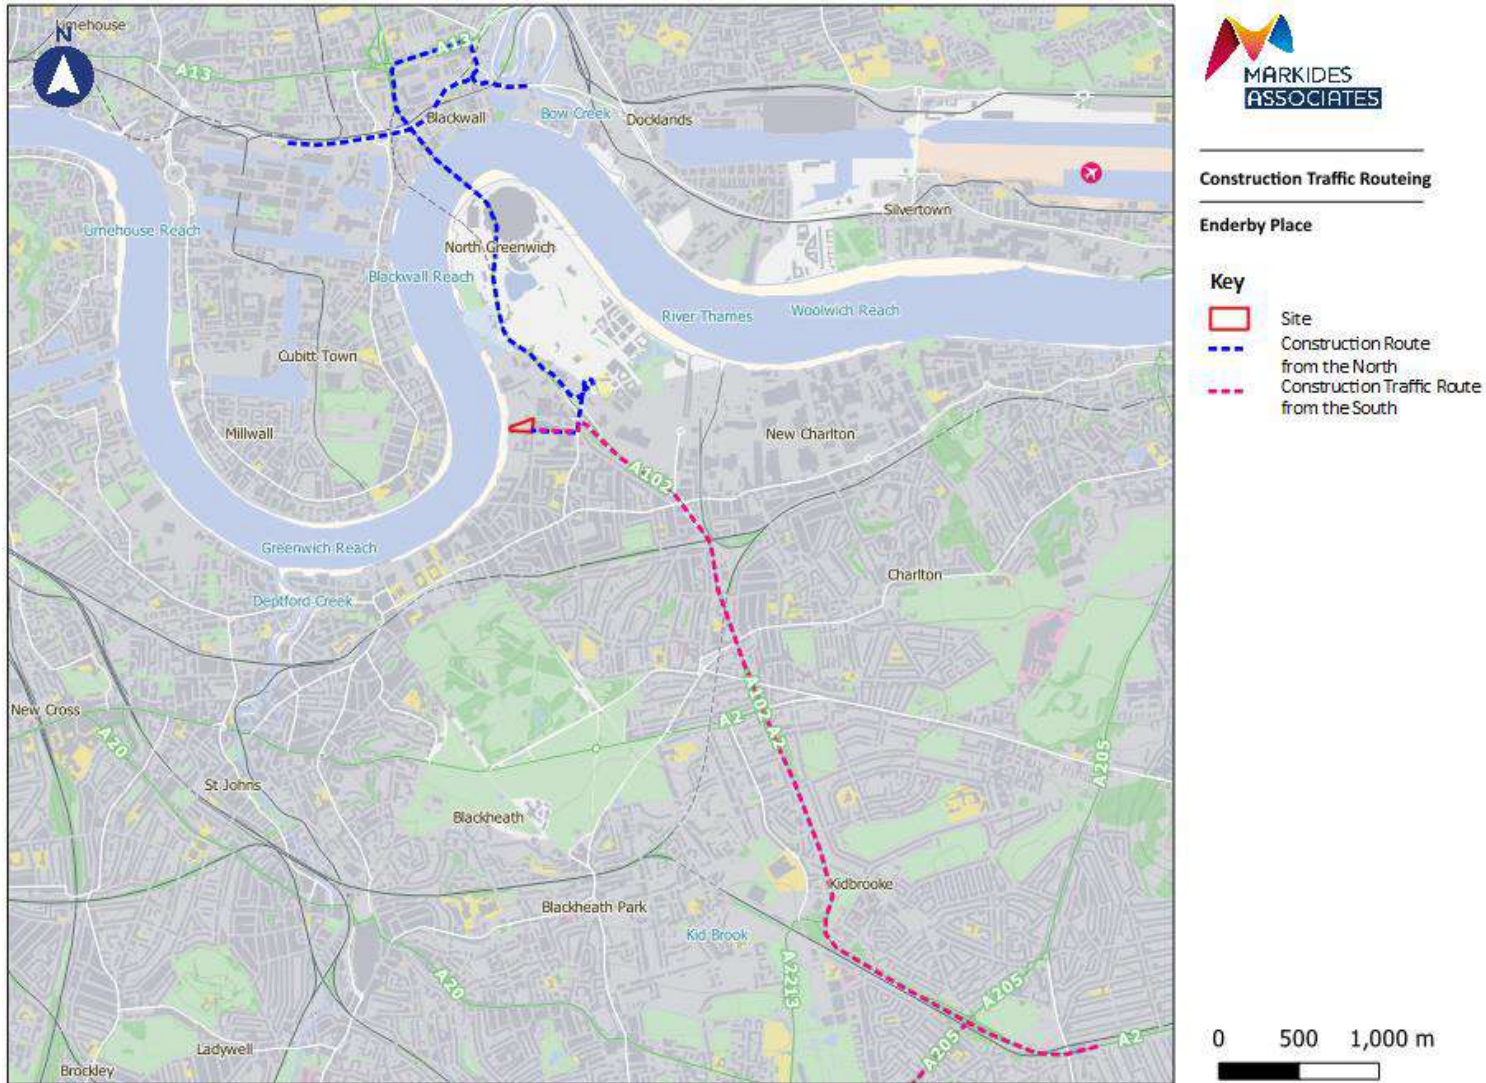 Limehouse
N
A13
A13
Blackwall
Bow Creek
Docklands
Limehouse Reach
North Greenwich
Blackwall Reach
Silvertown
River Thames
Woolwich Reach
Cubitt Town
Millwall
New Charlton
A102
Greenwich Reach
Deptford Creek
Charlton
New Cross
A20
A2
A102
A2
A205
St Johns
Blackheath
Kidbrooke
Blackheath Park
Kid Brook
A20
A2213
A205
A205
A2
Ladywell
Brockley
MARKIDES
ASSOCIATES
Construction Traffic Routeing
Enderby Place
Key
Site
Construction Route
from the North
Construction Traffic Route
from the South
0 500 1,000 m